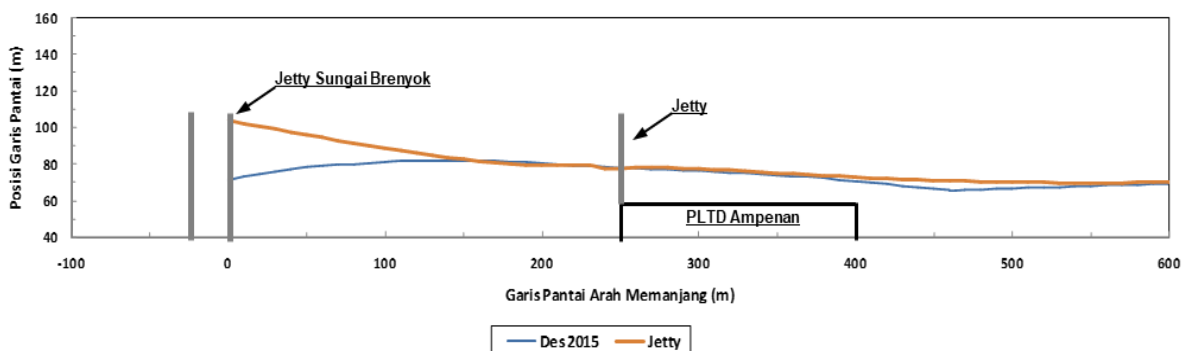 160
140
120
100
80
60
40
Posisi Garis Pantai (m)
Jetty Sungai Brenyok
Jetty
PLTD Ampenan
-100 0 100 200 300 400 500 600
Garis Pantai Arah Memanjang (m)
Des 2015 Jetty